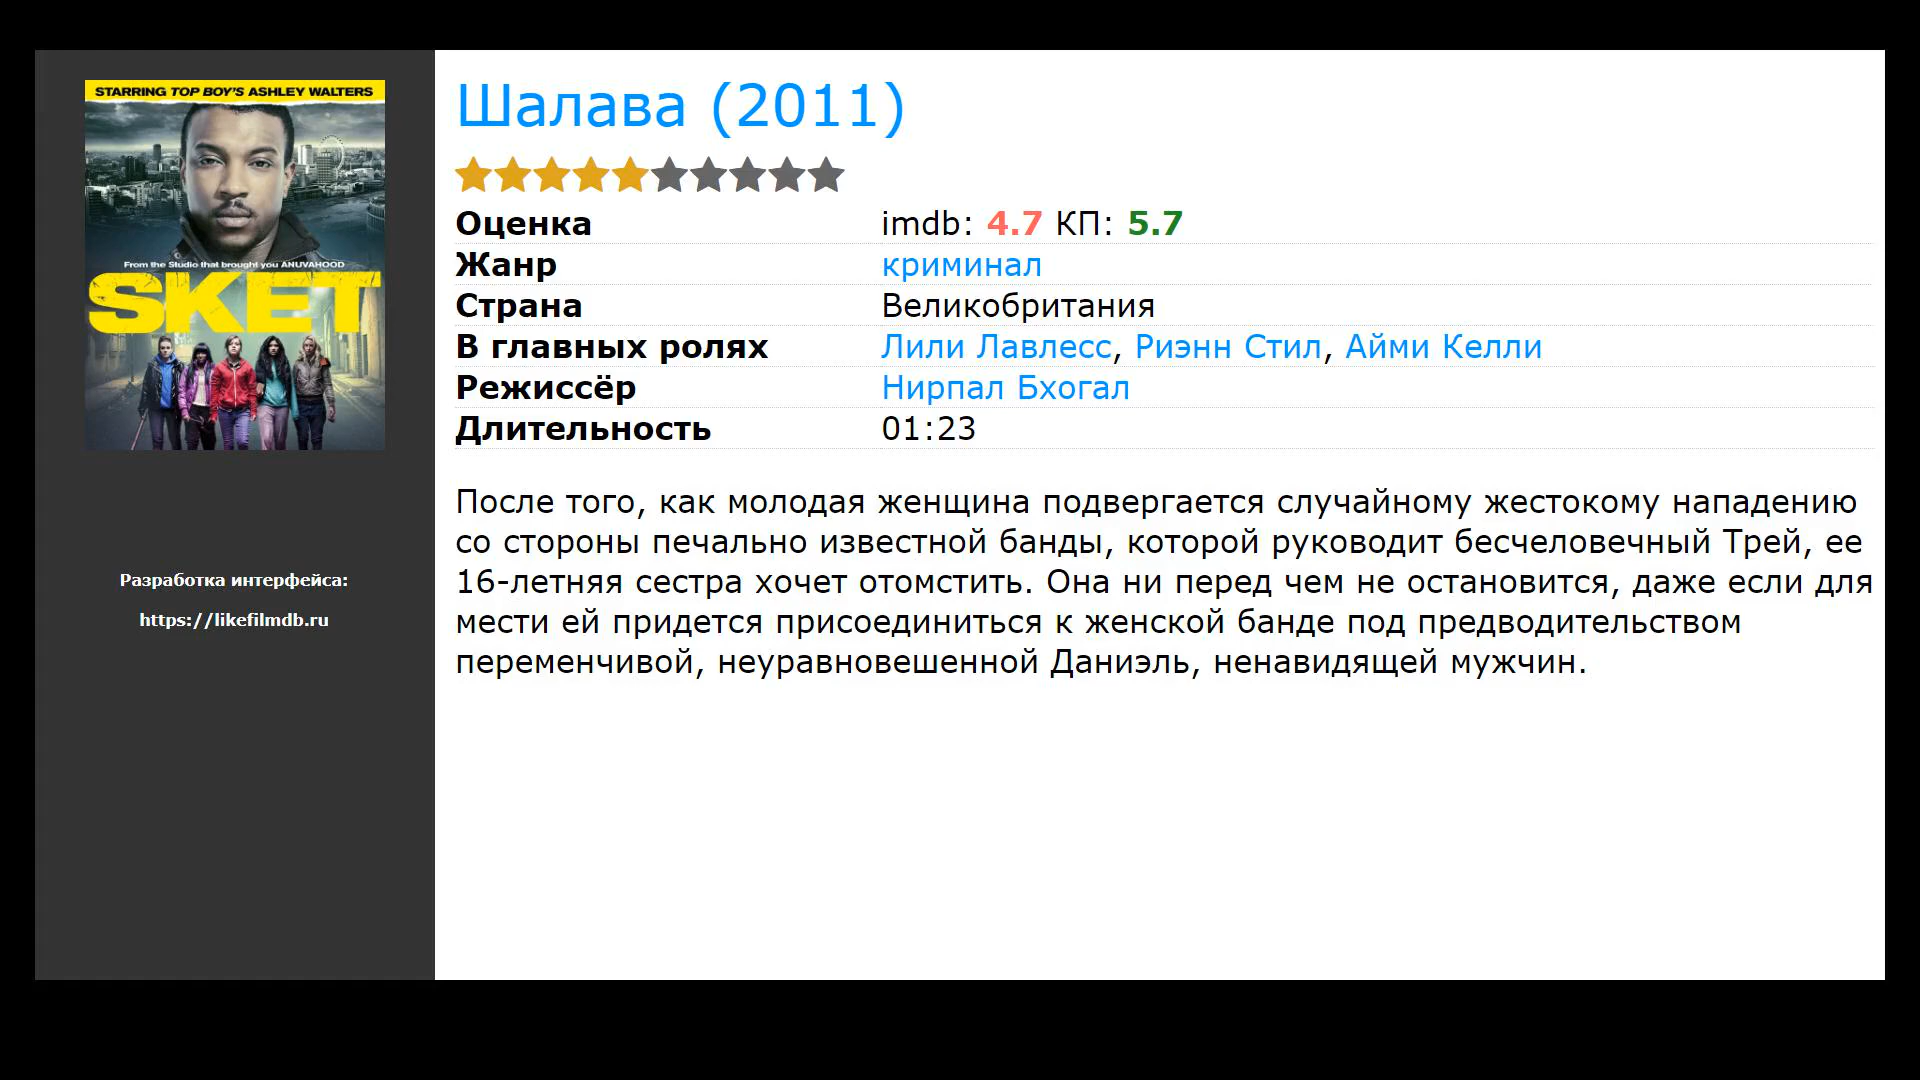 STARRING TOP BOY'S ASHLEY WALTERS
From the Studio that brought you ANUVAHOOD
SKET
Разработка интерфейса:
https://likefilmdb.ru
Шалава (2011)
Оценка imdb: 4.7 КП: 5.7
Жанр криминал
Страна Великобритания
В главных ролях Лили Лавлесс, Риэнн Стил, Айми Келли
Режиссёр Нирпал Бхогал
Длительность 01:23
После того, как молодая женщина подвергается случайному жестокому нападению
со стороны печально известной банды, которой руководит бесчеловечный Трей, ее
16-летняя сестра хочет отомстить. Она ни перед чем не остановится, даже если для
мести ей придется присоединиться к женской банде под предводительством
переменчивой, неуравновешенной Даниэль, ненавидящей мужчин.